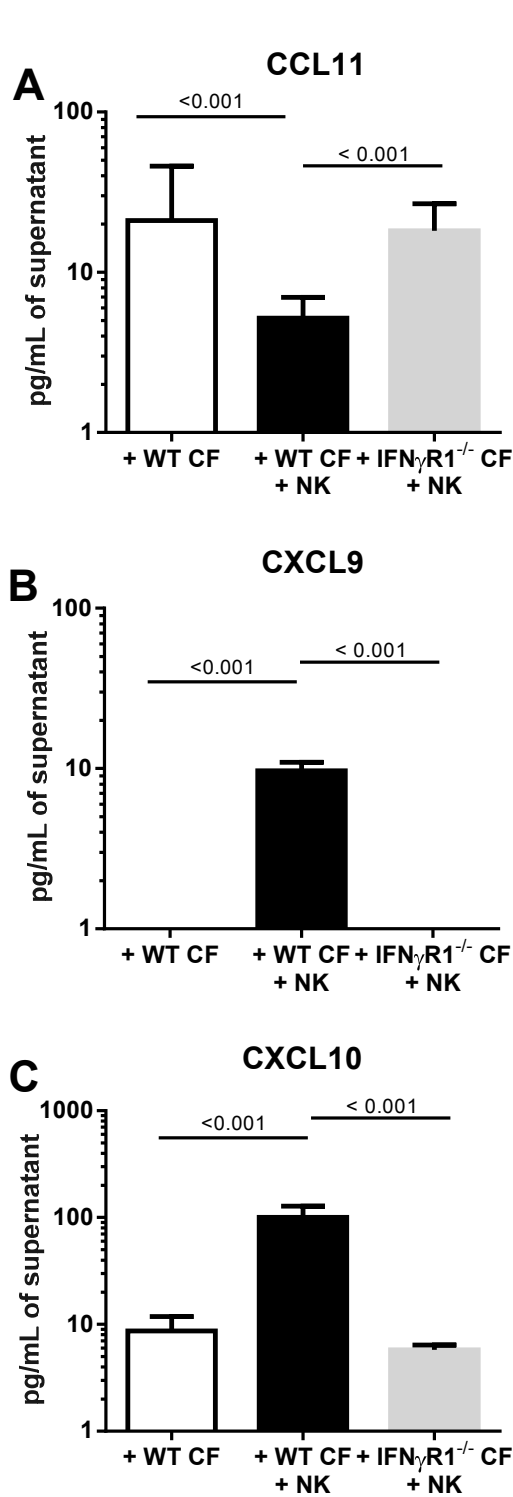 A
CCL11
<0.001
< 0.001
pg/mL of supernatant
100
10
1
+ WT CF
+ WT CF
+ NK
+ IFNγR1-/- CF
+ NK
B
CXCL9
<0.001
< 0.001
pg/mL of supernatant
100
10
1
+ WT CF
+ WT CF
+ NK
+ IFNγR1-/- CF
+ NK
C
CXCL10
<0.001
< 0.001
pg/mL of supernatant
1000
100
10
1
+ WT CF
+ WT CF
+ NK
+ IFNγR1-/- CF
+ NK